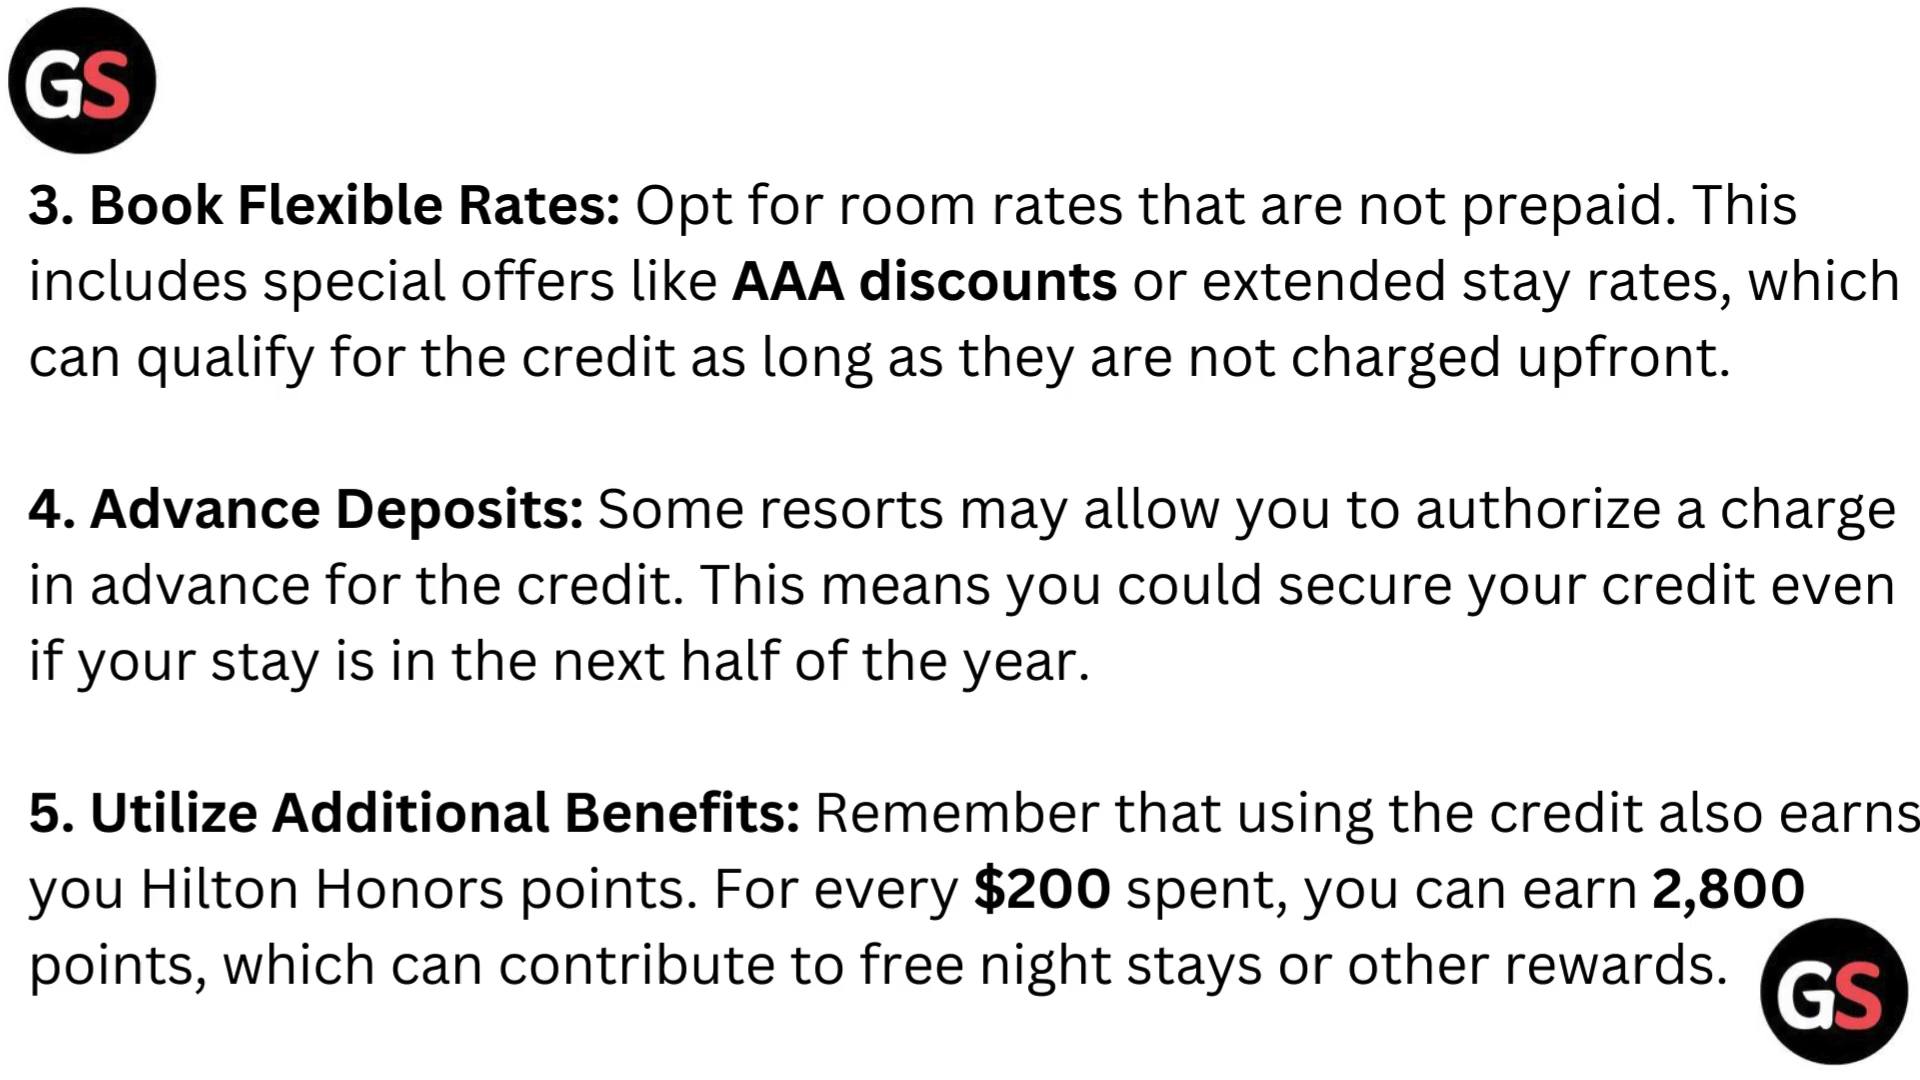 GS
3. Book Flexible Rates: Opt for room rates that are not prepaid. This
includes special offers like AAA discounts or extended stay rates, which
can qualify for the credit as long as they are not charged upfront.
4. Advance Deposits: Some resorts may allow you to authorize a charge
in advance for the credit. This means you could secure your credit even
if your stay is in the next half of the year.
5. Utilize Additional Benefits: Remember that using the credit also earns
you Hilton Honors points. For every $200 spent, you can earn 2,800
points, which can contribute to free night stays or other rewards.
GS